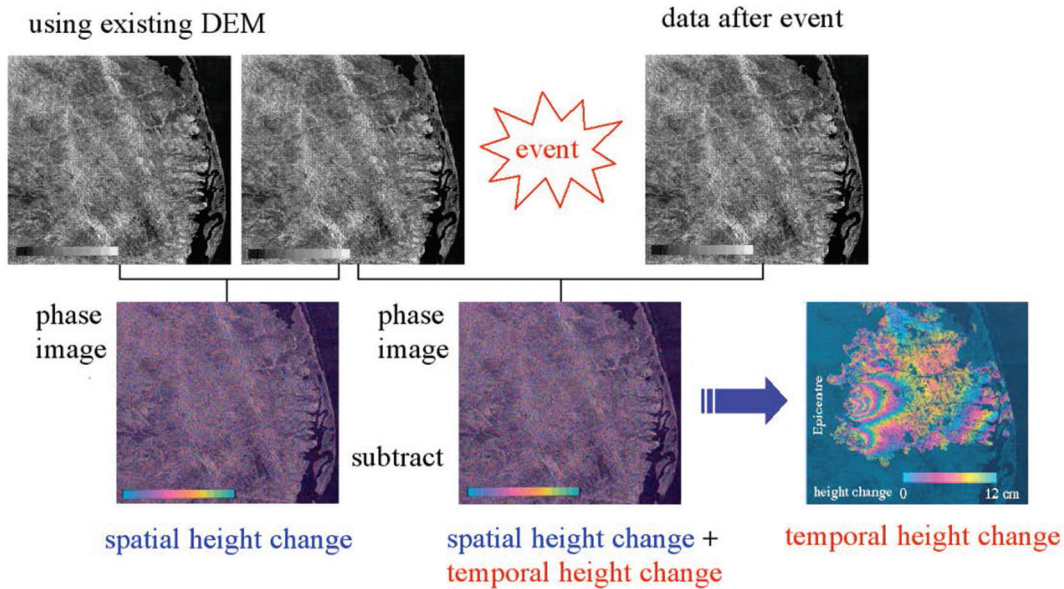 using existing DEM
data after event
event
phase
image
phase
image
subtract
Epicentre
height change 0 12 cm
spatial height change
spatial height change +
temporal height change
temporal height change